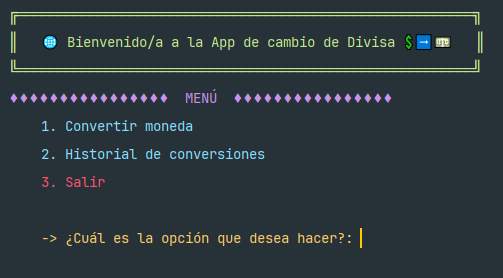 🌐 Bienvenido/a a la App de cambio de Divisa 💲➡💵
♦♦♦♦♦♦♦♦♦♦♦♦♦♦♦♦ MENÚ ♦♦♦♦♦♦♦♦♦♦♦♦♦♦♦♦
1. Convertir moneda
2. Historial de conversiones
3. Salir
-> ¿Cuál es la opción que desea hacer?: